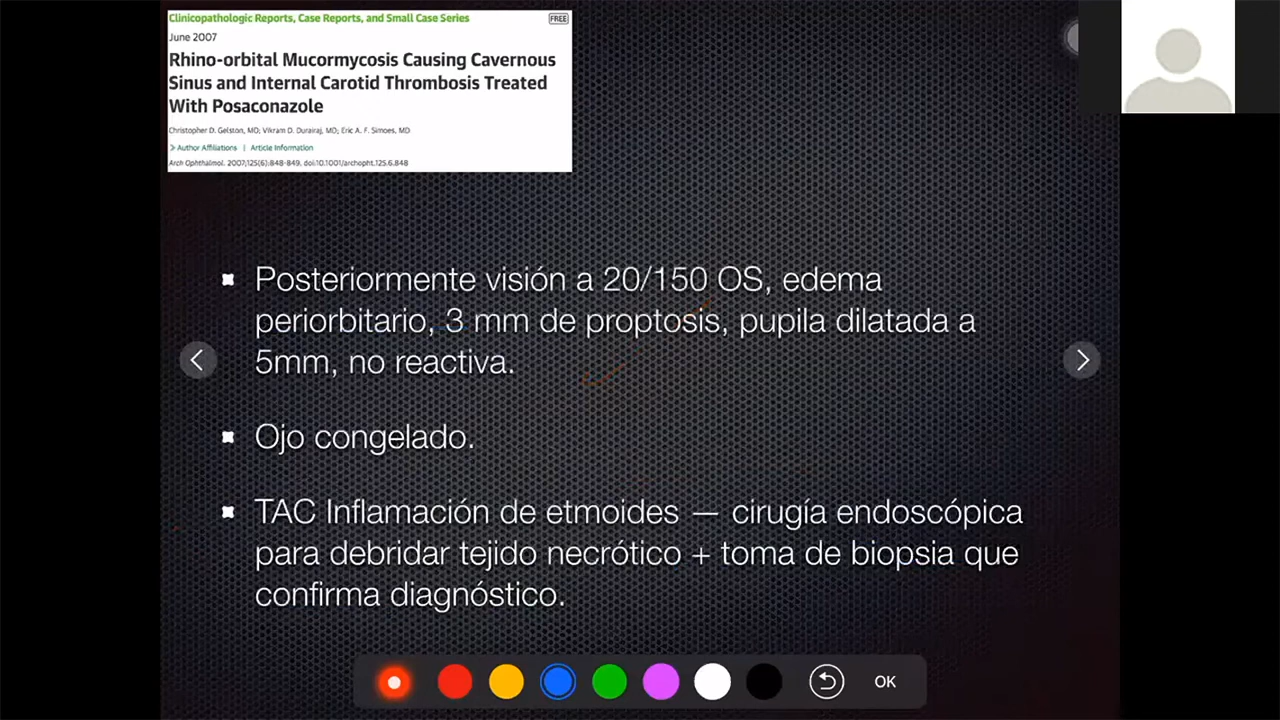 Clinicopathologic Reports, Case Reports, and Small Case Series
FREE
June 2007
Rhino-orbital Mucormycosis Causing Cavernous
Sinus and Internal Carotid Thrombosis Treated
With Posaconazole
Christopher D. Gelston, MD; Vikram D. Durairaj, MD; Eric A. F. Simoes, MD
> Author Affiliations | Article Information
Arch Ophthalmol. 2007;125(6):848-849. doi:10.1001/archopht.125.6.848
Posteriormente visión a 20/150 OS, edema
periorbitario, 3 mm de proptosis, pupila dilatada a
5mm, no reactiva.
Ojo congelado.
TAC Inflamación de etmoides — cirugía endoscópica
para debridar tejido necrótico + toma de biopsia que
confirma diagnóstico.
OK